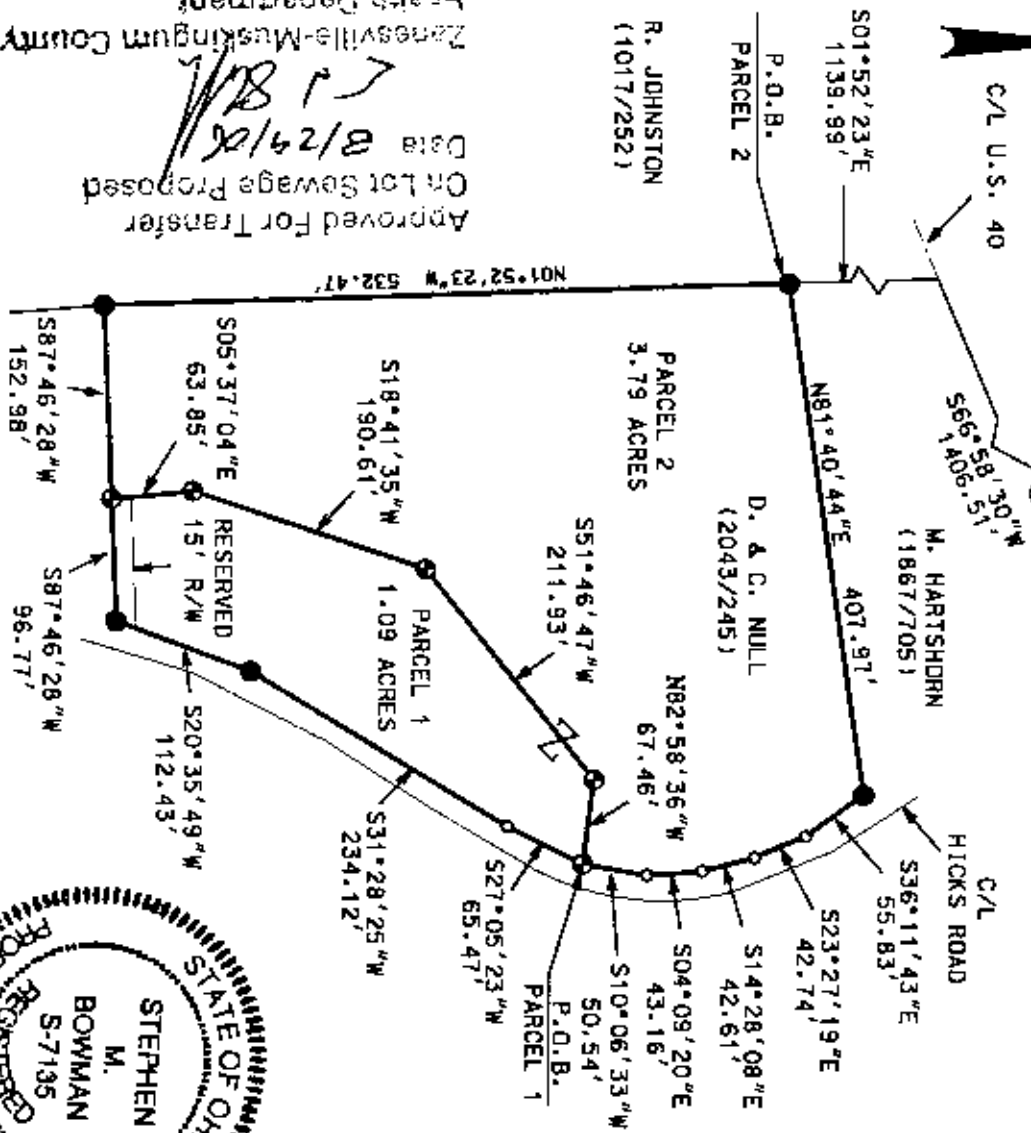 C/L U.S. 40
S66°58'30"W
1406.51'
S01°52'23"E
1139.99'
P.O.B.
PARCEL 2
R. JOHNSTON
(1017/252)
M. HARTSHORN
(1867/705)
C/L
HICKS ROAD
N81°40'44"E 407.97'
S36°11'43"E
55.83'
S23°27'19"E
42.74'
S14°28'08"E
42.61'
S04°09'20"E
43.16'
S10°06'33"W
50.54'
P.O.B.
PARCEL 1
D. & C. NULL
(2043/245)
PARCEL 2
3.79 ACRES
N82°58'36"W
67.46'
S51°46'47"W
211.93'
N01°52'23"W 532.47'
S18°41'35"W
190.61'
PARCEL 1
1.09 ACRES
S27°05'23"W
65.47'
S31°28'25"W
234.12'
S05°37'04"E
63.85'
RESERVED
15' R/W
S20°35'49"W
112.43'
S87°46'28"W
152.98'
S87°46'28"W
96.77'
Approved For Transfer
On Lot Sewage Proposed
Date 8/29/06
Zanesville-Muskingum County
Health Department
STATE OF OH
STEPHEN
M.
BOWMAN
S-7135